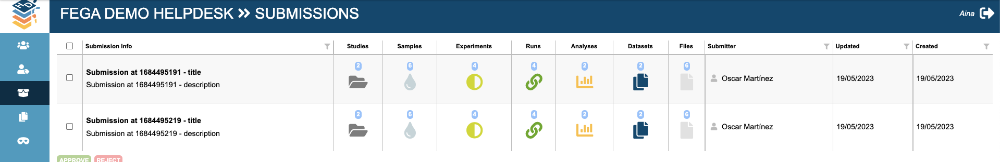 HD
FEGA DEMO HELPDESK >> SUBMISSIONS
Aina
Submission Info Studies Samples Experiments Runs Analyses Datasets Files Submitter Updated Created
2 6 4 4 2 2 6
Submission at 1684495191 - title
Submission at 1684495191 - description
Oscar Martínez 19/05/2023 19/05/2023
2 6 4 4 2 2 6
Submission at 1684495219 - title
Submission at 1684495219 - description
Oscar Martínez 19/05/2023 19/05/2023
APPROVE REJECT